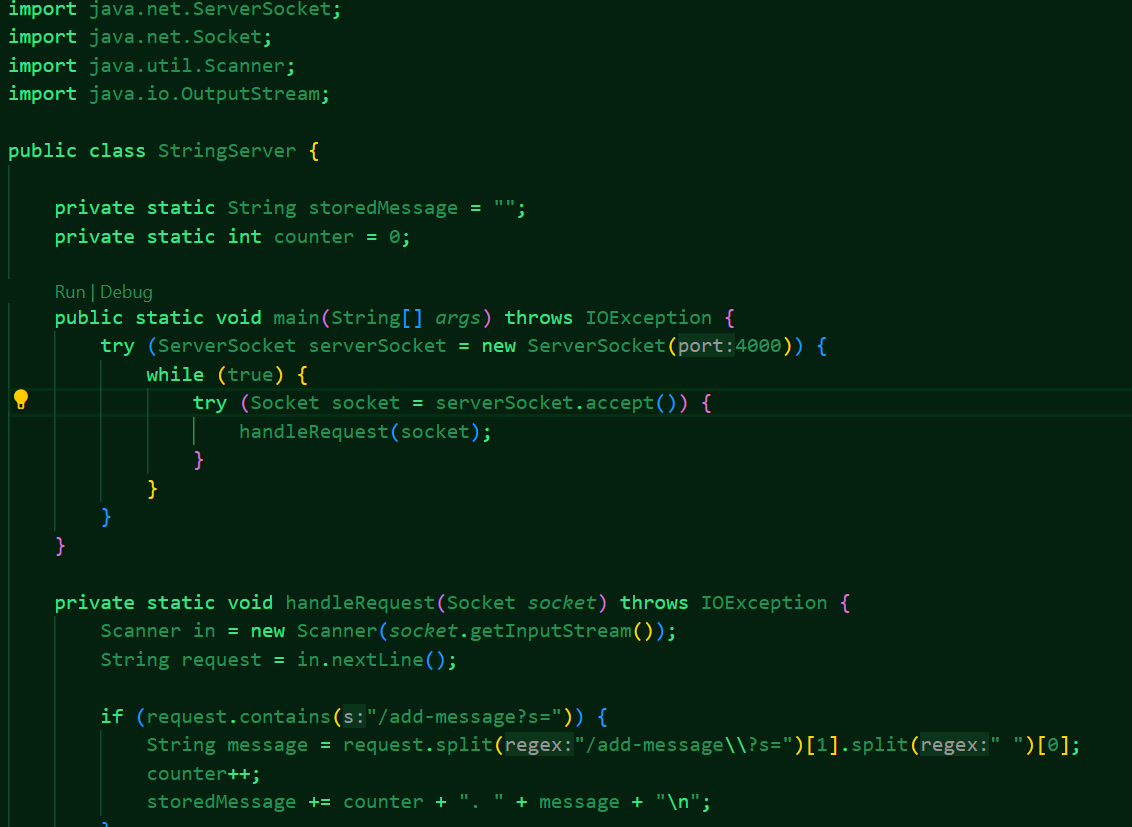 import java.net.ServerSocket;
import java.net.Socket;
import java.util.Scanner;
import java.io.OutputStream;

public class StringServer {

    private static String storedMessage = "";
    private static int counter = 0;

    Run | Debug
    public static void main(String[] args) throws IOException {
        try (ServerSocket serverSocket = new ServerSocket(port:4000)) {
            while (true) {
                try (Socket socket = serverSocket.accept()) {
                    handleRequest(socket);
                }
            }
        }
    }

    private static void handleRequest(Socket socket) throws IOException {
        Scanner in = new Scanner(socket.getInputStream());
        String request = in.nextLine();

        if (request.contains(s:"/add-message?s=")) {
            String message = request.split(regex:"/add-message\\?s=")[1].split(regex:" ")[0];
            counter++;
            storedMessage += counter + ". " + message + "\n";
        }